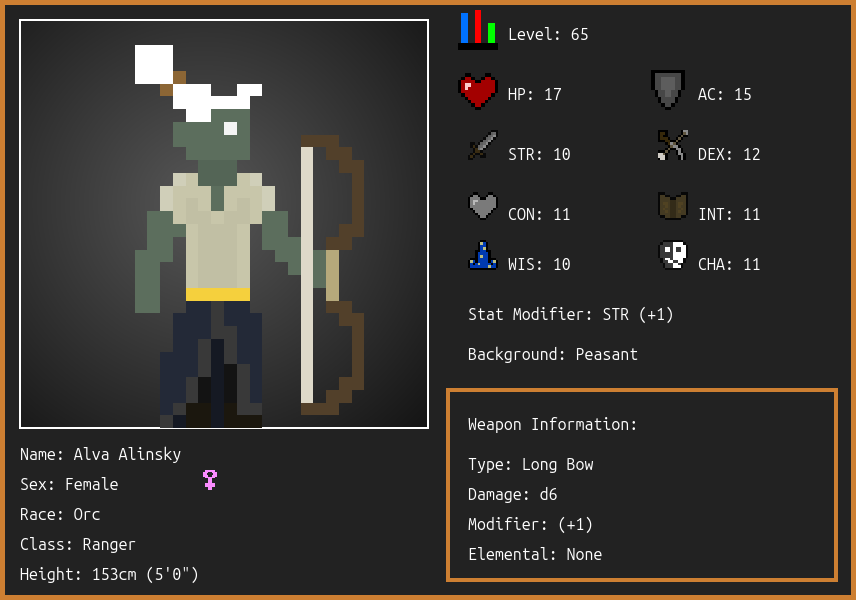 Level: 65
HP: 17
AC: 15
STR: 10
DEX: 12
CON: 11
INT: 11
WIS: 10
CHA: 11
Stat Modifier: STR (+1)
Background: Peasant
Weapon Information:
Type: Long Bow
Damage: d6
Modifier: (+1)
Elemental: None
Name: Alva Alinsky
Sex: Female
Race: Orc
Class: Ranger
Height: 153cm (5'0")